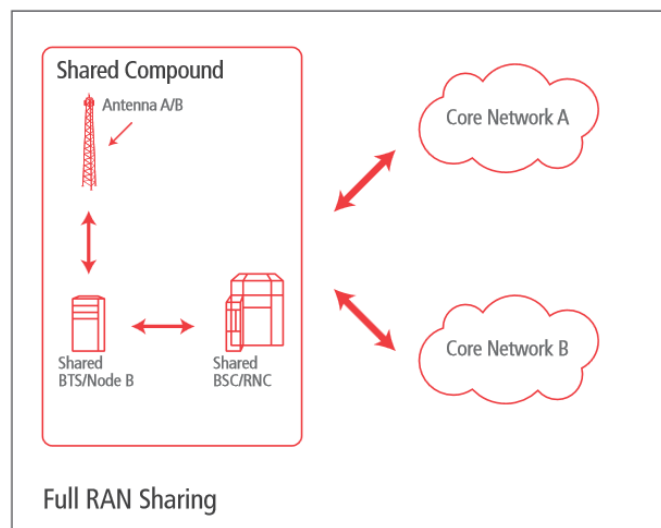 Shared Compound
Antenna A/B
Core Network A
Shared
BTS/Node B
Shared
BSC/RNC
Core Network B
Full RAN Sharing